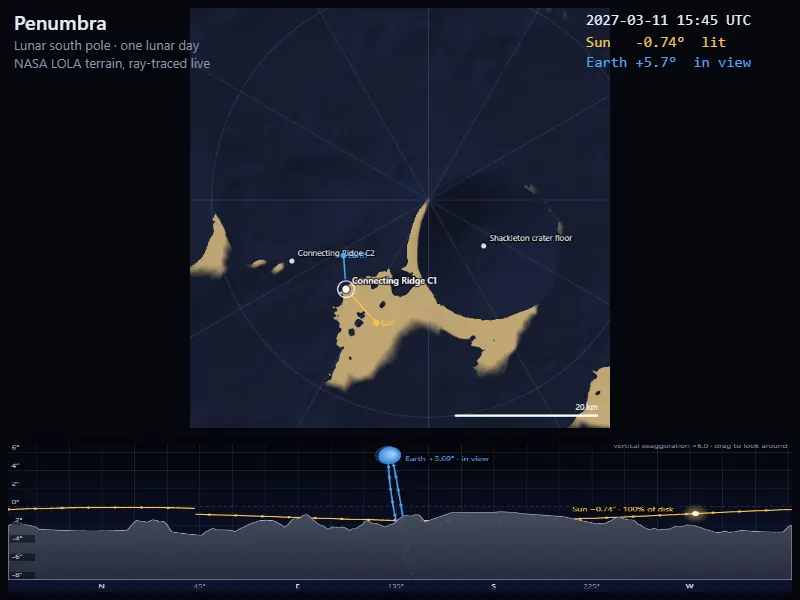 Penumbra
Lunar south pole · one lunar day
NASA LOLA terrain, ray-traced live
2027-03-11 15:45 UTC
Sun -0.74° lit
Earth +5.7° in view
Shackleton crater floor
Connecting Ridge C2
Connecting Ridge C1
Sun
20 km
vertical exaggeration ×6.0 · drag to look around
6°
4°
2°
0°
-2°
-4°
-6°
-8°
Earth +5.69° · in view
Sun -0.74° · 100% of disk
N
45°
E
135°
S
225°
W